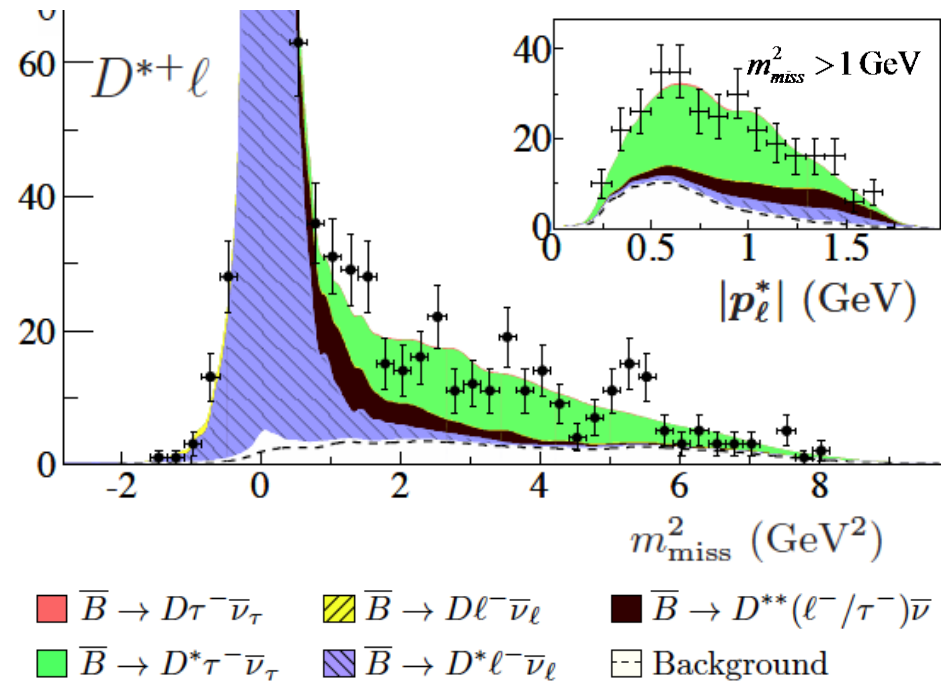 60
40
20
0
D*+ℓ
40
20
0
m²miss > 1 GeV
0 0.5 1 1.5
|p*ℓ| (GeV)
-2 0 2 4 6 8
m²miss (GeV²)
B̅ → Dτ⁻ν̅τ B̅ → Dℓ⁻ν̅ℓ B̅ → D**(ℓ⁻/τ⁻)ν̅
B̅ → D*τ⁻ν̅τ B̅ → D*ℓ⁻ν̅ℓ Background